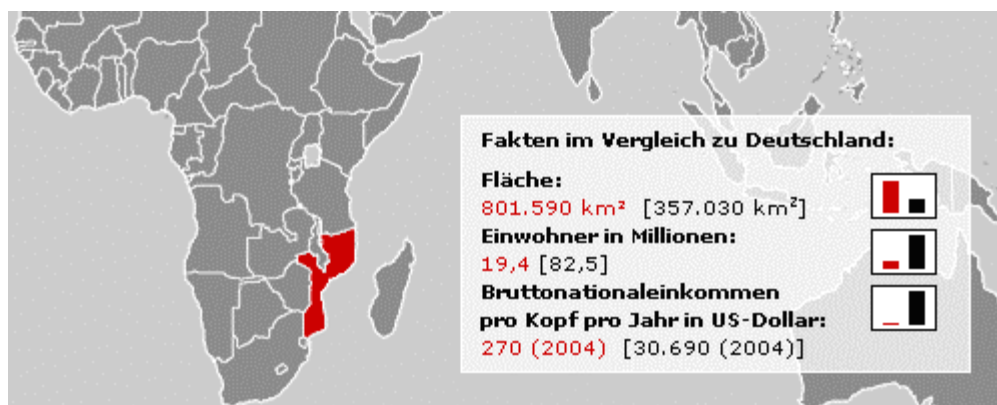 Fakten im Vergleich zu Deutschland:
Fläche:
801.590 km² [357.030 km²]
Einwohner in Millionen:
19,4 [82,5]
Bruttonationaleinkommen
pro Kopf pro Jahr in US-Dollar:
270 (2004) [30.690 (2004)]